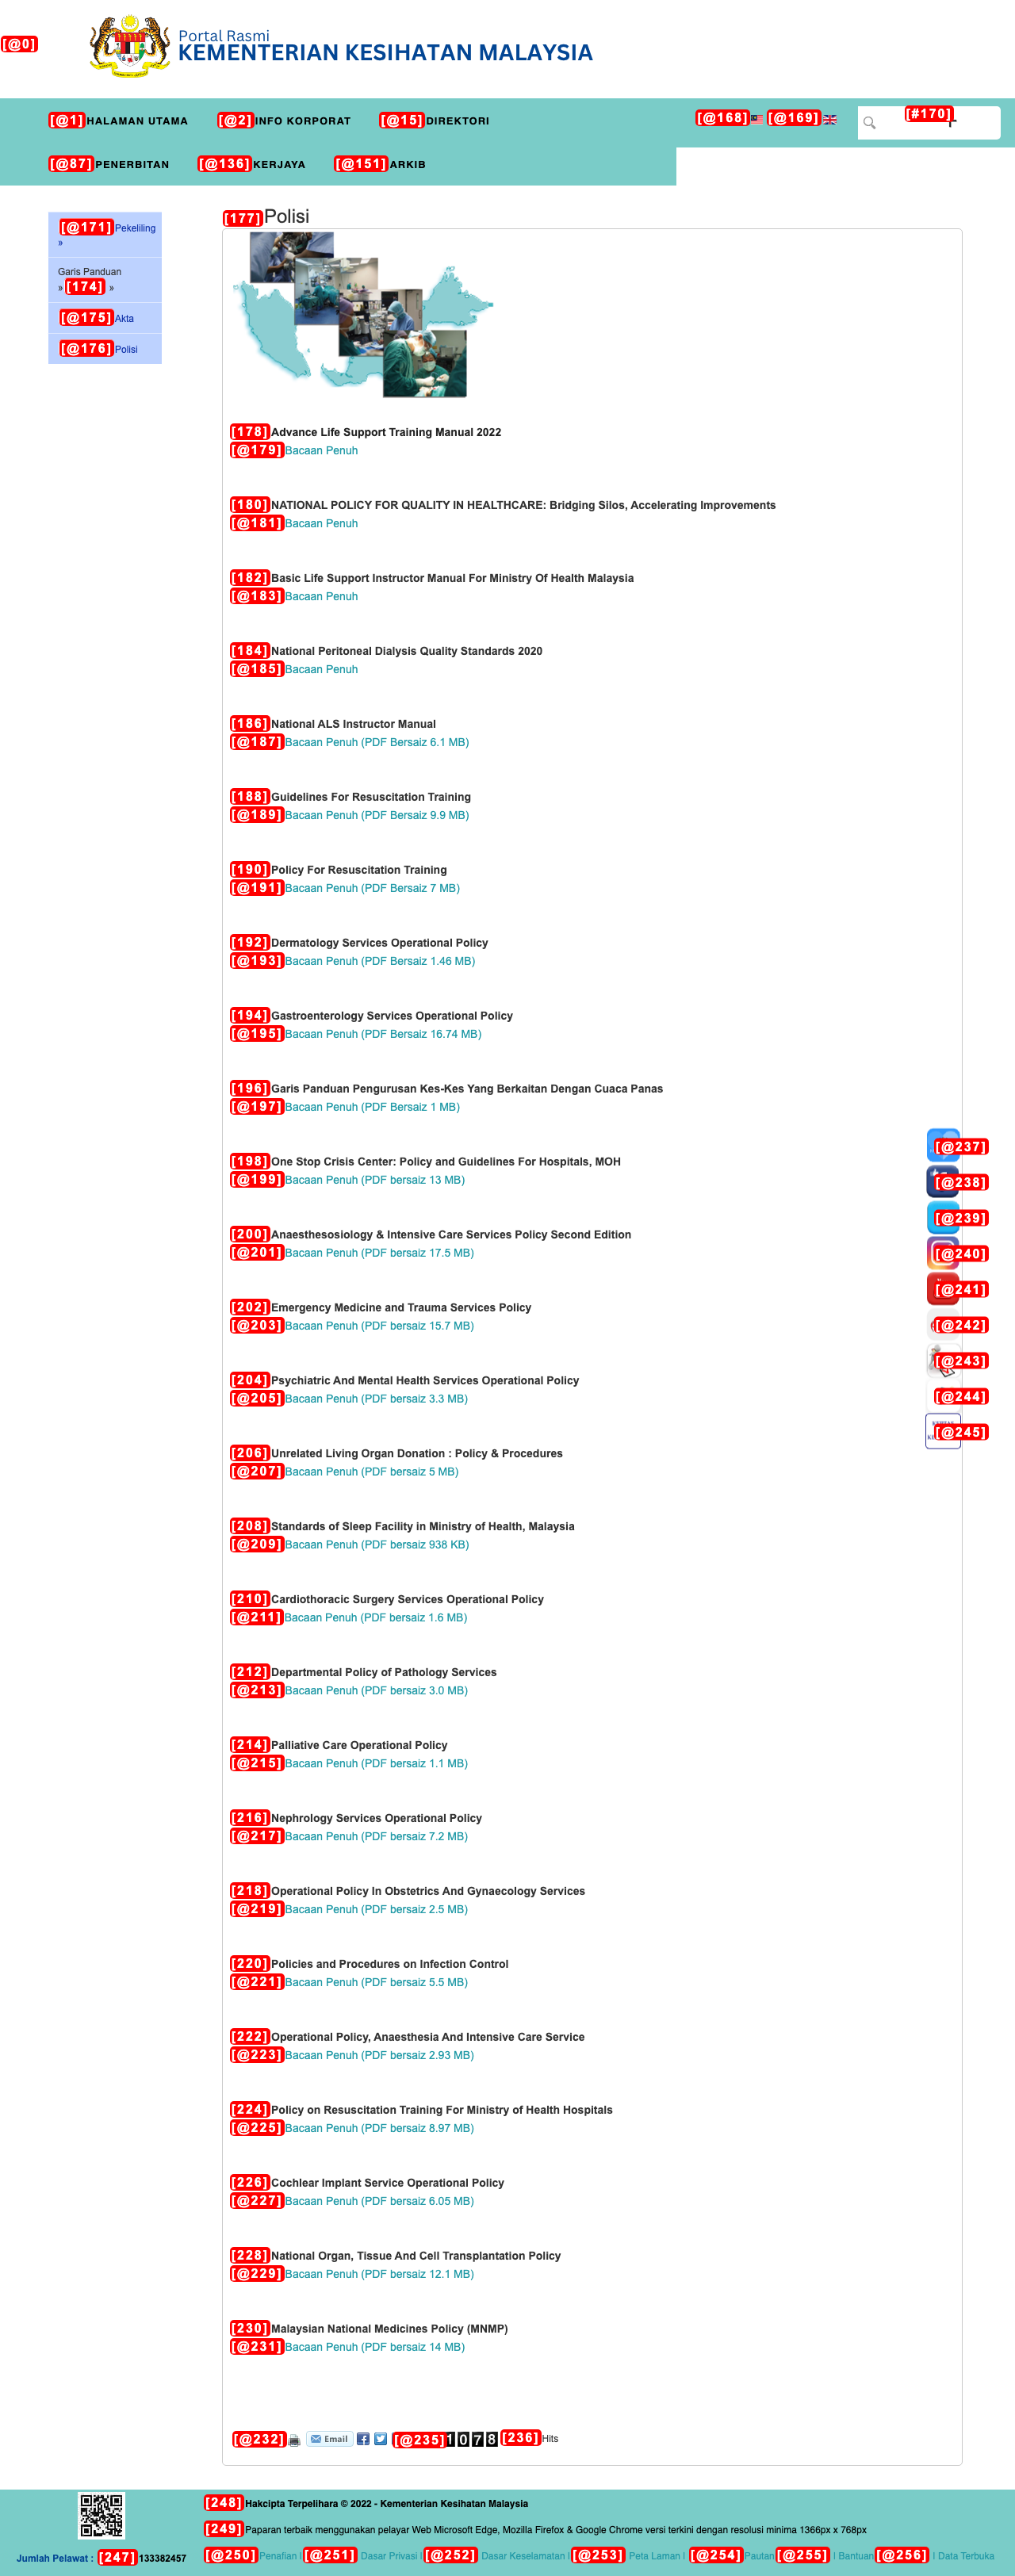 Portal Rasmi
KEMENTERIAN KESIHATAN MALAYSIA
[@0]
[@1] HALAMAN UTAMA [@2] INFO KORPORAT [@15] DIREKTORI [@168] [@169] [#170]
[@87] PENERBITAN [@136] KERJAYA [@151] ARKIB
[@171] Pekeliling
»
Garis Panduan
» [174] »
[@175] Akta
[@176] Polisi
[177] Polisi
[178] Advance Life Support Training Manual 2022
[@179] Bacaan Penuh
[180] NATIONAL POLICY FOR QUALITY IN HEALTHCARE: Bridging Silos, Accelerating Improvements
[@181] Bacaan Penuh
[182] Basic Life Support Instructor Manual For Ministry Of Health Malaysia
[@183] Bacaan Penuh
[184] National Peritoneal Dialysis Quality Standards 2020
[@185] Bacaan Penuh
[186] National ALS Instructor Manual
[@187] Bacaan Penuh (PDF Bersaiz 6.1 MB)
[188] Guidelines For Resuscitation Training
[@189] Bacaan Penuh (PDF Bersaiz 9.9 MB)
[190] Policy For Resuscitation Training
[@191] Bacaan Penuh (PDF Bersaiz 7 MB)
[192] Dermatology Services Operational Policy
[@193] Bacaan Penuh (PDF Bersaiz 1.46 MB)
[194] Gastroenterology Services Operational Policy
[@195] Bacaan Penuh (PDF Bersaiz 16.74 MB)
[196] Garis Panduan Pengurusan Kes-Kes Yang Berkaitan Dengan Cuaca Panas
[@197] Bacaan Penuh (PDF Bersaiz 1 MB)
[198] One Stop Crisis Center: Policy and Guidelines For Hospitals, MOH
[@199] Bacaan Penuh (PDF bersaiz 13 MB)
[200] Anaesthesosiology & Intensive Care Services Policy Second Edition
[@201] Bacaan Penuh (PDF bersaiz 17.5 MB)
[202] Emergency Medicine and Trauma Services Policy
[@203] Bacaan Penuh (PDF bersaiz 15.7 MB)
[204] Psychiatric And Mental Health Services Operational Policy
[@205] Bacaan Penuh (PDF bersaiz 3.3 MB)
[206] Unrelated Living Organ Donation : Policy & Procedures
[@207] Bacaan Penuh (PDF bersaiz 5 MB)
[208] Standards of Sleep Facility in Ministry of Health, Malaysia
[@209] Bacaan Penuh (PDF bersaiz 938 KB)
[210] Cardiothoracic Surgery Services Operational Policy
[@211] Bacaan Penuh (PDF bersaiz 1.6 MB)
[212] Departmental Policy of Pathology Services
[@213] Bacaan Penuh (PDF bersaiz 3.0 MB)
[214] Palliative Care Operational Policy
[@215] Bacaan Penuh (PDF bersaiz 1.1 MB)
[216] Nephrology Services Operational Policy
[@217] Bacaan Penuh (PDF bersaiz 7.2 MB)
[218] Operational Policy In Obstetrics And Gynaecology Services
[@219] Bacaan Penuh (PDF bersaiz 2.5 MB)
[220] Policies and Procedures on Infection Control
[@221] Bacaan Penuh (PDF bersaiz 5.5 MB)
[222] Operational Policy, Anaesthesia And Intensive Care Service
[@223] Bacaan Penuh (PDF bersaiz 2.93 MB)
[224] Policy on Resuscitation Training For Ministry of Health Hospitals
[@225] Bacaan Penuh (PDF bersaiz 8.97 MB)
[226] Cochlear Implant Service Operational Policy
[@227] Bacaan Penuh (PDF bersaiz 6.05 MB)
[228] National Organ, Tissue And Cell Transplantation Policy
[@229] Bacaan Penuh (PDF bersaiz 12.1 MB)
[230] Malaysian National Medicines Policy (MNMP)
[@231] Bacaan Penuh (PDF bersaiz 14 MB)
[@232] Email [@235] 1078 [236] Hits
[@237]
[@238]
[@239]
[@240]
[@241]
[@242]
[@243]
[@244]
[@245]
[248] Hakcipta Terpelihara © 2022 - Kementerian Kesihatan Malaysia
[249] Paparan terbaik menggunakan pelayar Web Microsoft Edge, Mozilla Firefox & Google Chrome versi terkini dengan resolusi minima 1366px x 768px
Jumlah Pelawat : [247] 133382457
[@250] Penafian | [@251] Dasar Privasi | [@252] Dasar Keselamatan | [@253] Peta Laman | [@254] Pautan [@255] | Bantuan [@256] | Data Terbuka